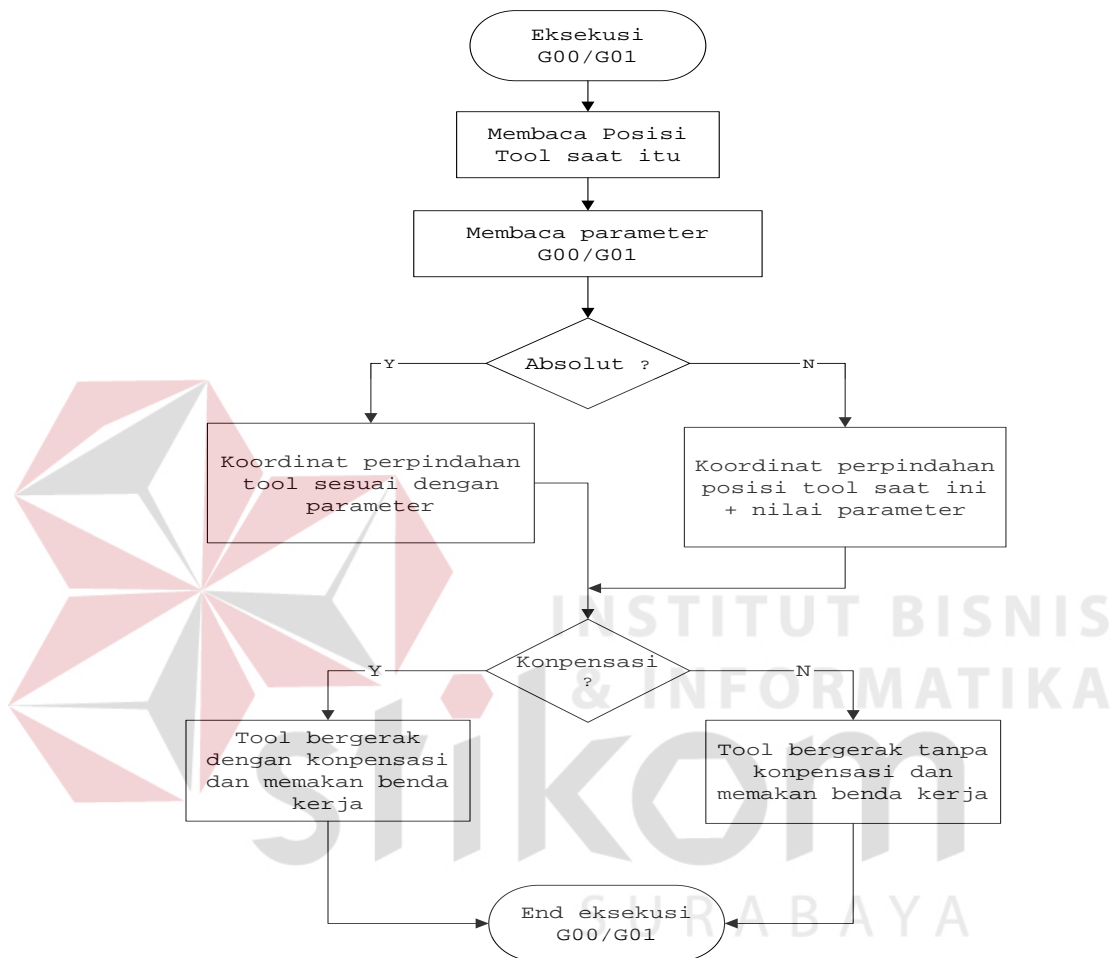 Eksekusi
G00/G01
Membaca Posisi
Tool saat itu
Membaca parameter
G00/G01
Absolut ?
Y
N
Koordinat perpindahan
tool sesuai dengan
parameter
Koordinat perpindahan
posisi tool saat ini
+ nilai parameter
INSTITUT BISNIS
& INFORMATIKA
Konpensasi
?
Y
N
Tool bergerak
dengan konpensasi
dan memakan benda
kerja
Tool bergerak tanpa
konpensasi dan
memakan benda kerja
stikom
SURABAYA
End eksekusi
G00/G01